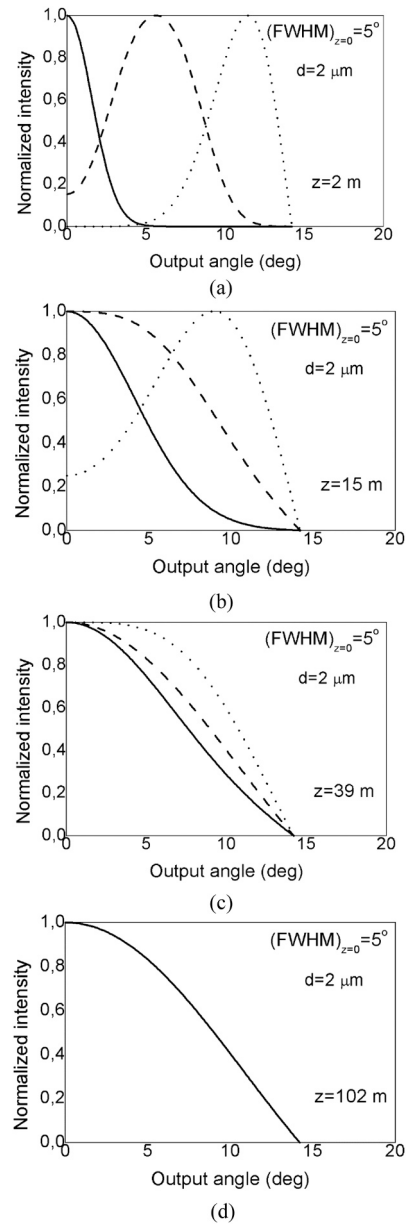 Normalized intensity
1,0
0,8
0,6
0,4
0,2
0,0
0 5 10 15 20
(FWHM)z=0=5°
d=2 μm
z=2 m
Output angle (deg)
(a)
Normalized intensity
1,0
0,8
0,6
0,4
0,2
0,0
0 5 10 15 20
(FWHM)z=0=5°
d=2 μm
z=15 m
Output angle (deg)
(b)
Normalized intensity
1,0
0,8
0,6
0,4
0,2
0,0
0 5 10 15 20
(FWHM)z=0=5°
d=2 μm
z=39 m
Output angle (deg)
(c)
Normalized intensity
1,0
0,8
0,6
0,4
0,2
0,0
0 5 10 15 20
(FWHM)z=0=5°
d=2 μm
z=102 m
Output angle (deg)
(d)